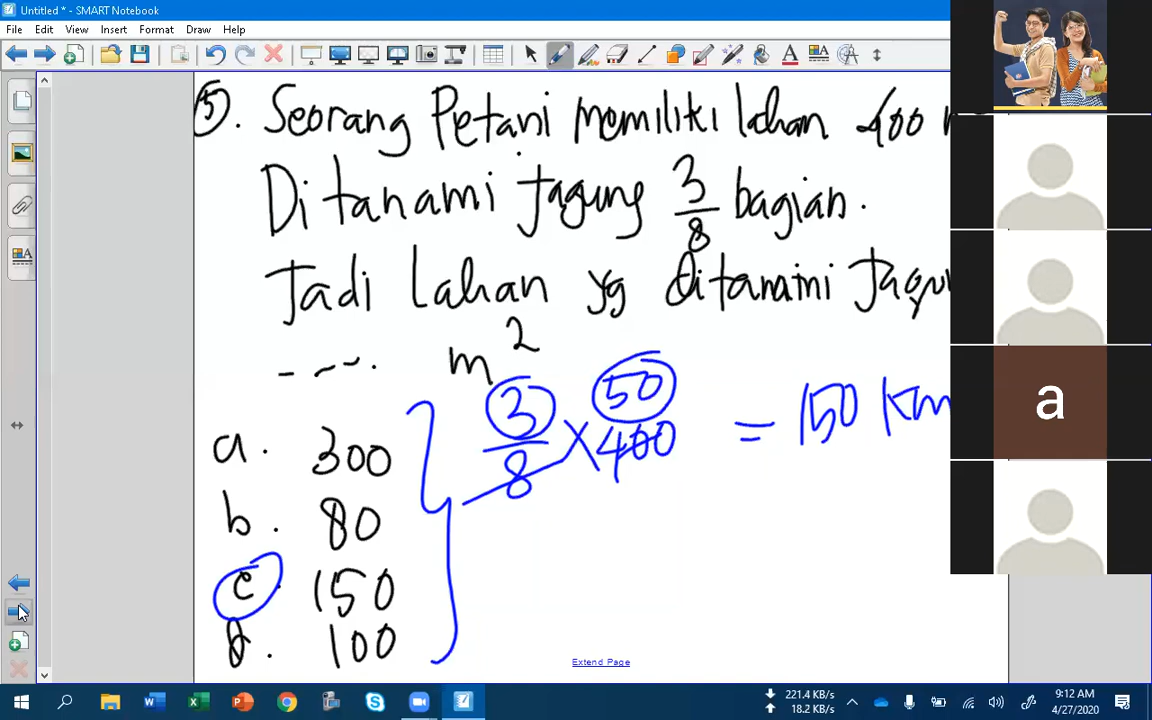 Untitled * - SMART Notebook
File Edit View Insert Format Draw Help
5. Seorang Petani memiliki lahan 400
Ditanami Jagung 3/8 bagian.
Jadi lahan yg ditanami
.... m²
3/8 × 400 50 = 150 Km
a. 300
b. 80
c. 150
d. 100
a
Extend Page
221.4 KB/s
18.2 KB/s
9:12 AM
4/27/2020